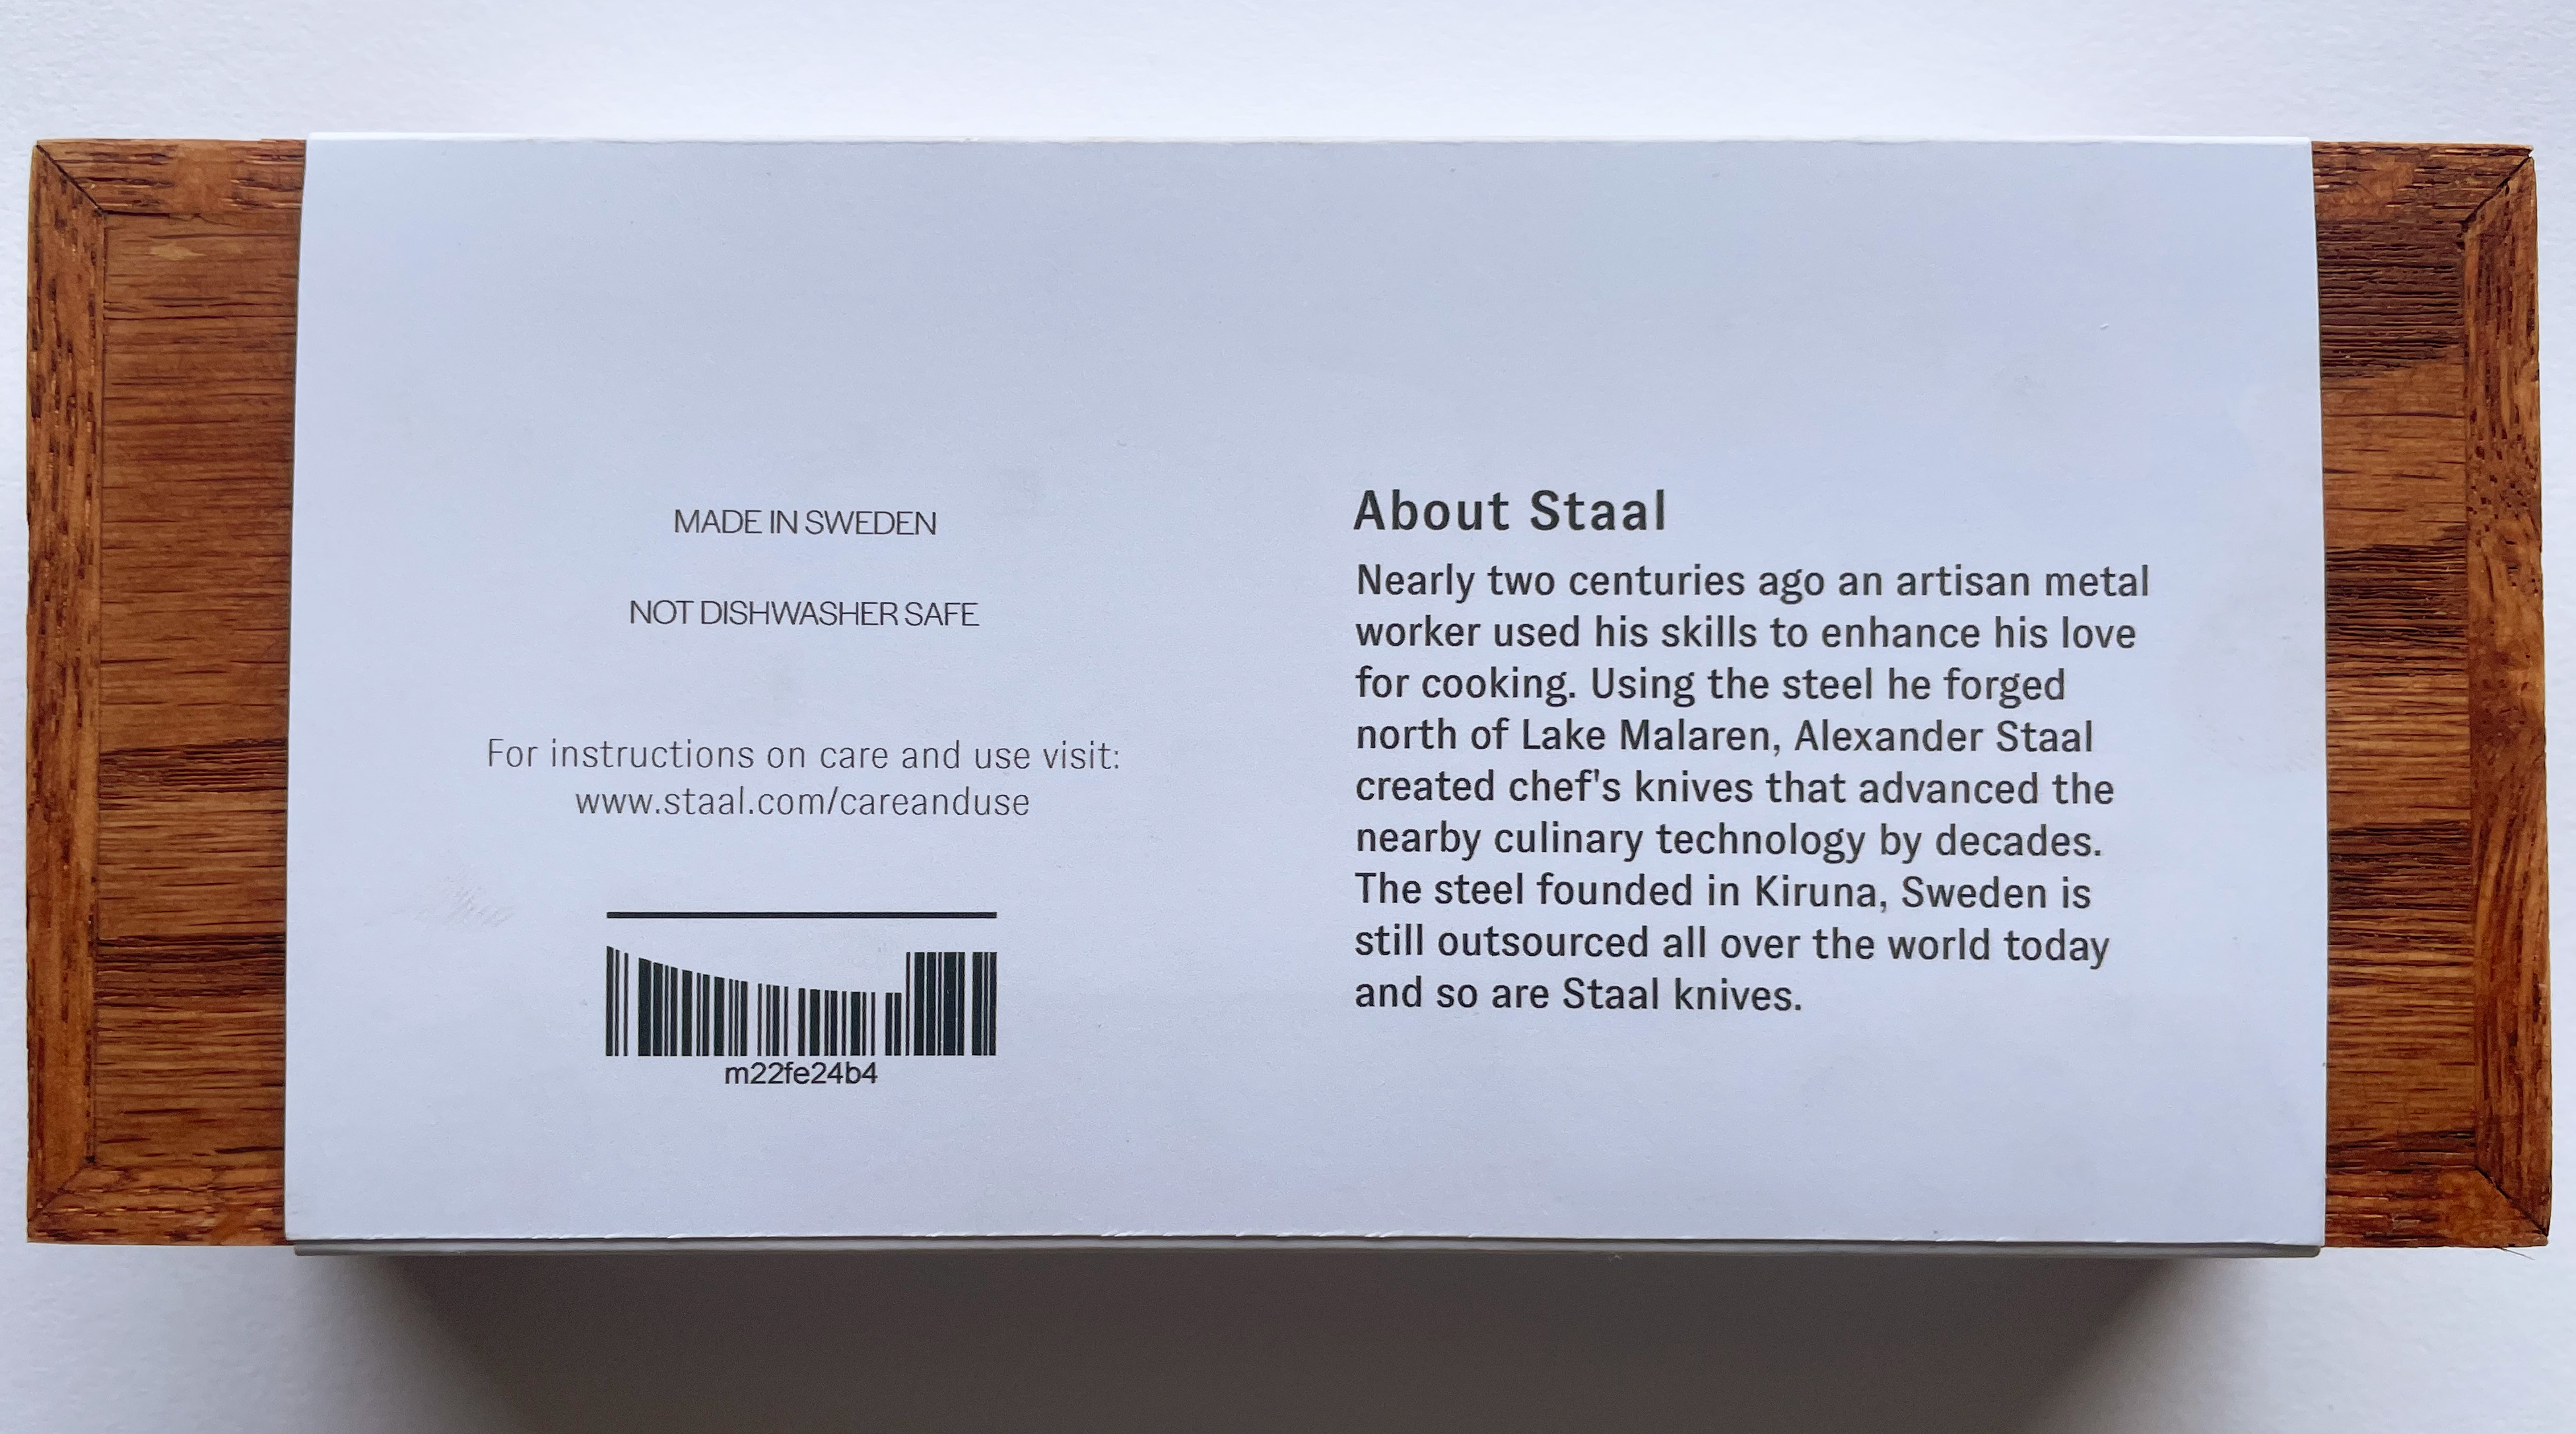 MADE IN SWEDEN
NOT DISHWASHER SAFE
For instructions on care and use visit:
www.staal.com/careanduse
m22fe24b4
About Staal
Nearly two centuries ago an artisan metal
worker used his skills to enhance his love
for cooking. Using the steel he forged
north of Lake Malaren, Alexander Staal
created chef's knives that advanced the
nearby culinary technology by decades.
The steel founded in Kiruna, Sweden is
still outsourced all over the world today
and so are Staal knives.